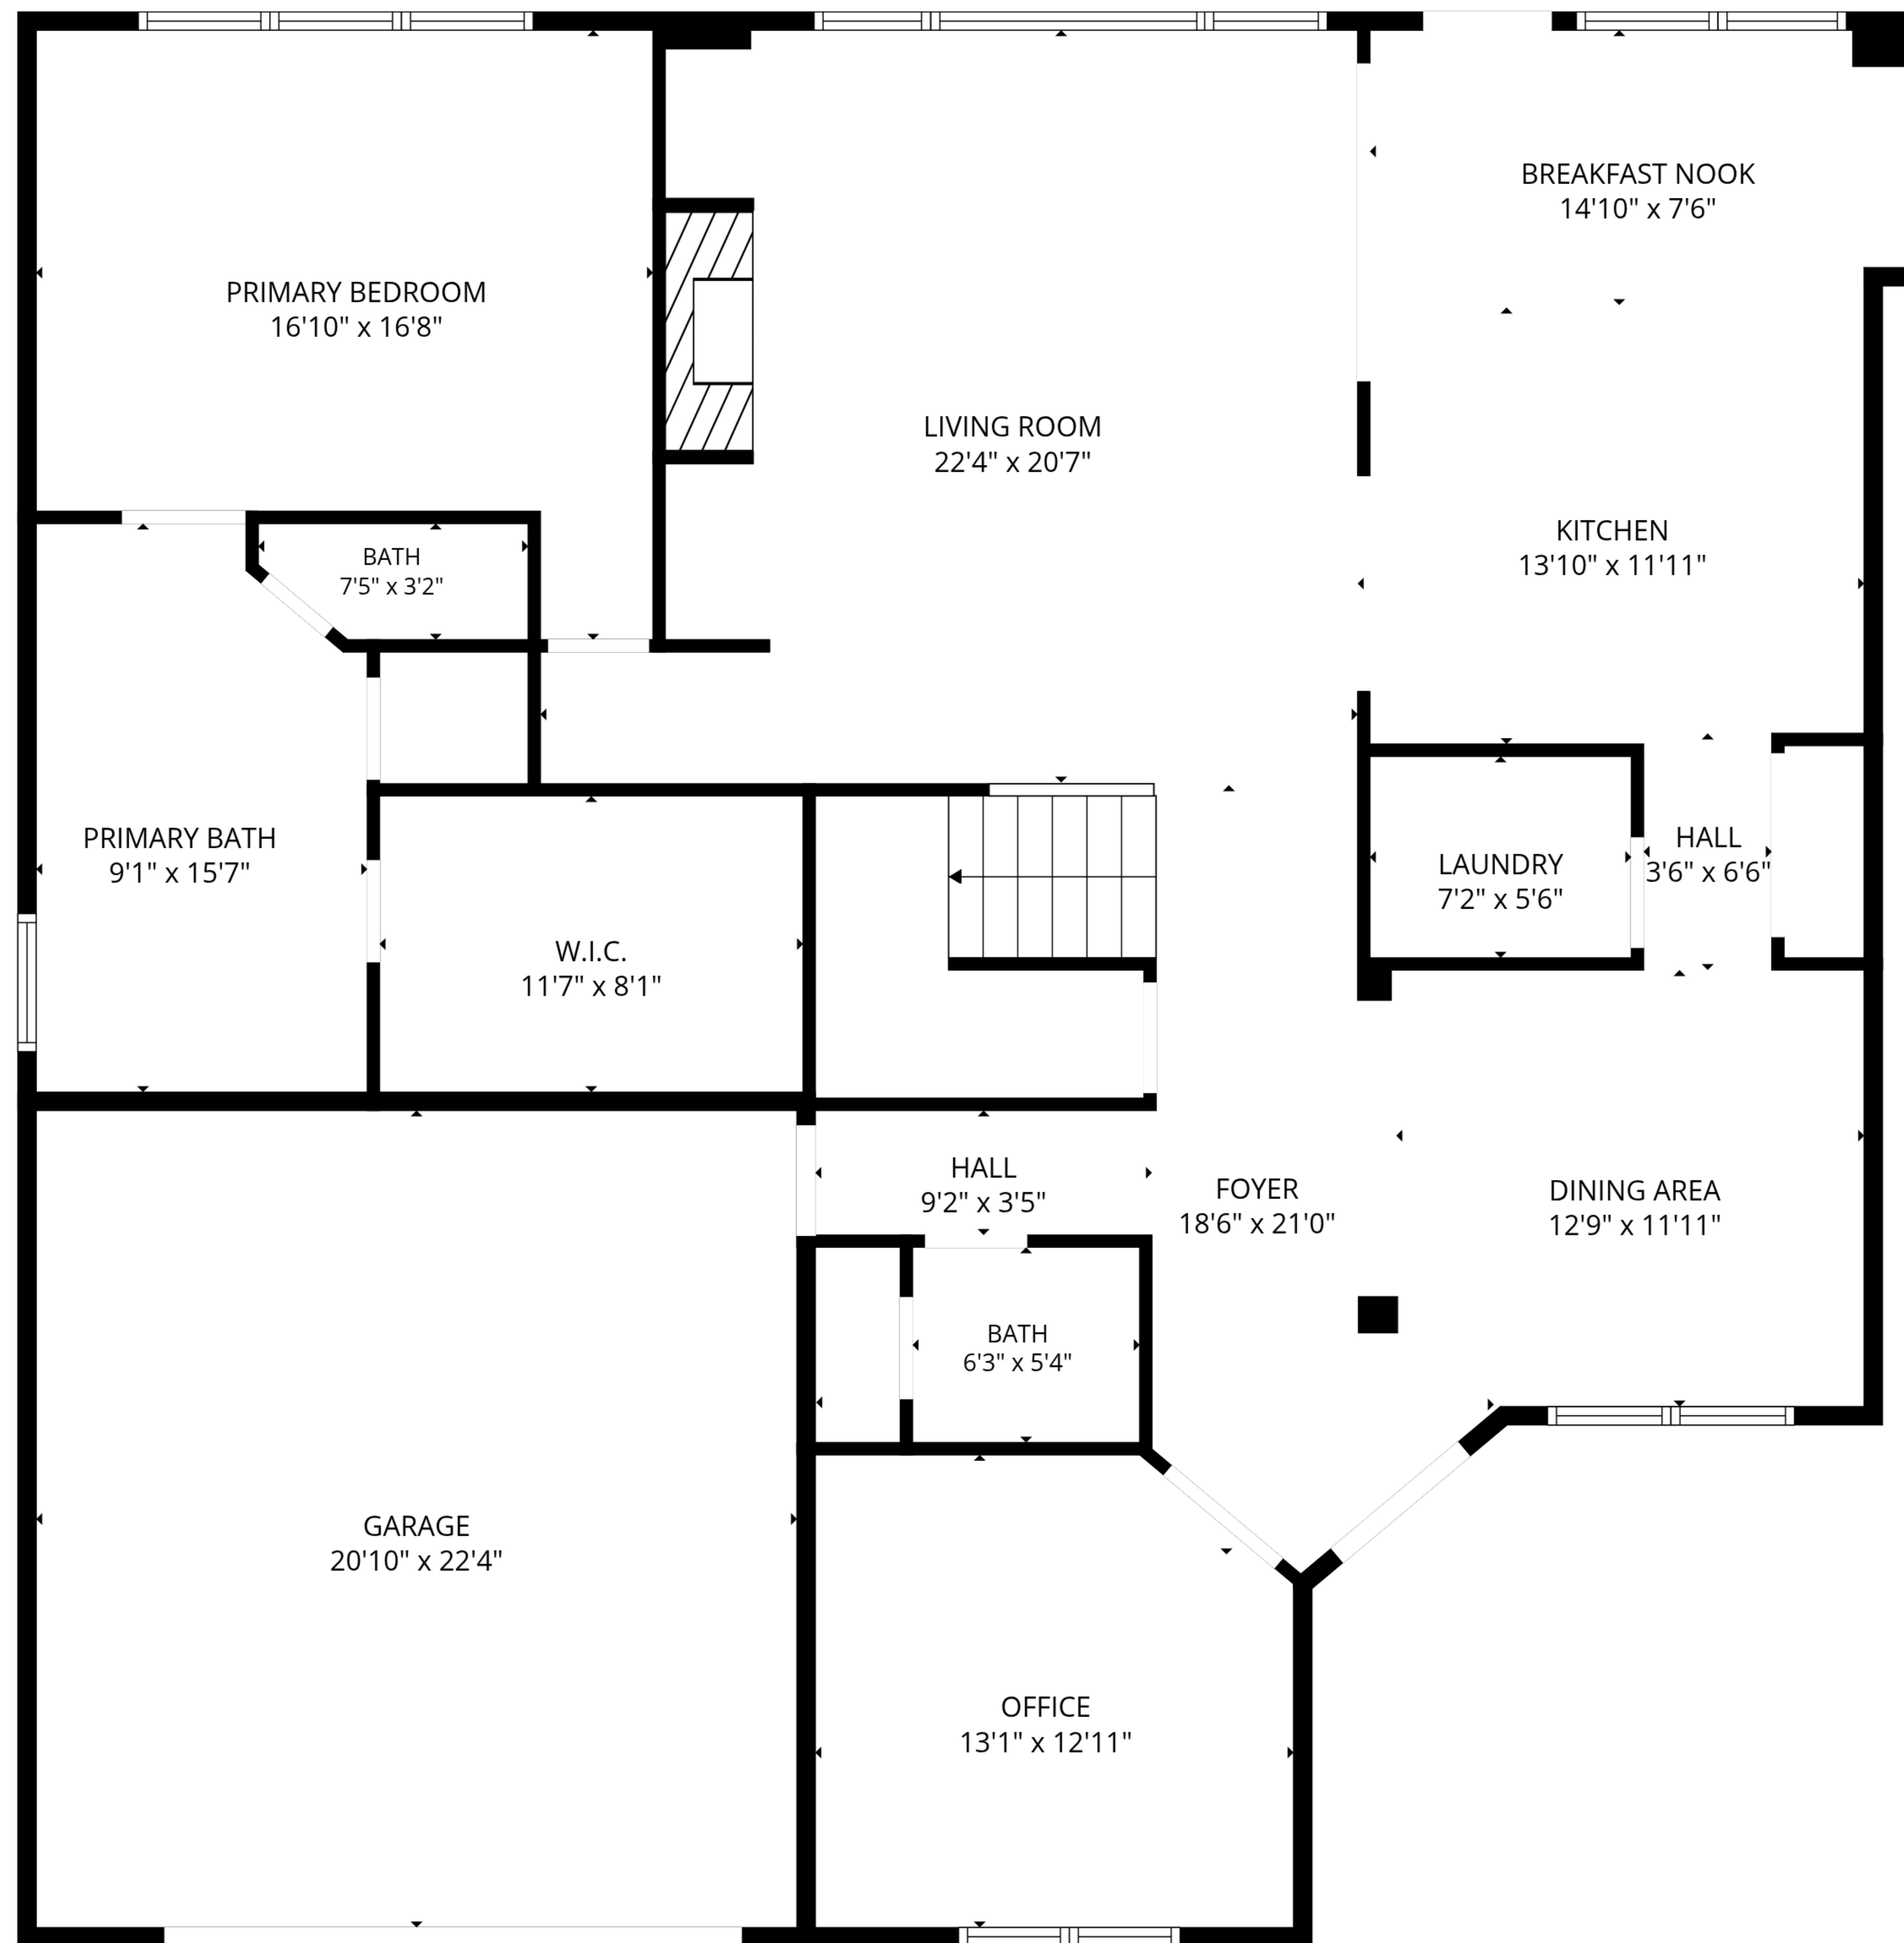 BREAKFAST NOOK
14'10" x 7'6"
PRIMARY BEDROOM
16'10" x 16'8"
LIVING ROOM
22'4" x 20'7"
KITCHEN
13'10" x 11'11"
BATH
7'5" x 3'2"
PRIMARY BATH
9'1" x 15'7"
HALL
3'6" x 6'6"
LAUNDRY
7'2" x 5'6"
W.I.C.
11'7" x 8'1"
HALL
9'2" x 3'5"
FOYER
18'6" x 21'0"
DINING AREA
12'9" x 11'11"
BATH
6'3" x 5'4"
GARAGE
20'10" x 22'4"
OFFICE
13'1" x 12'11"